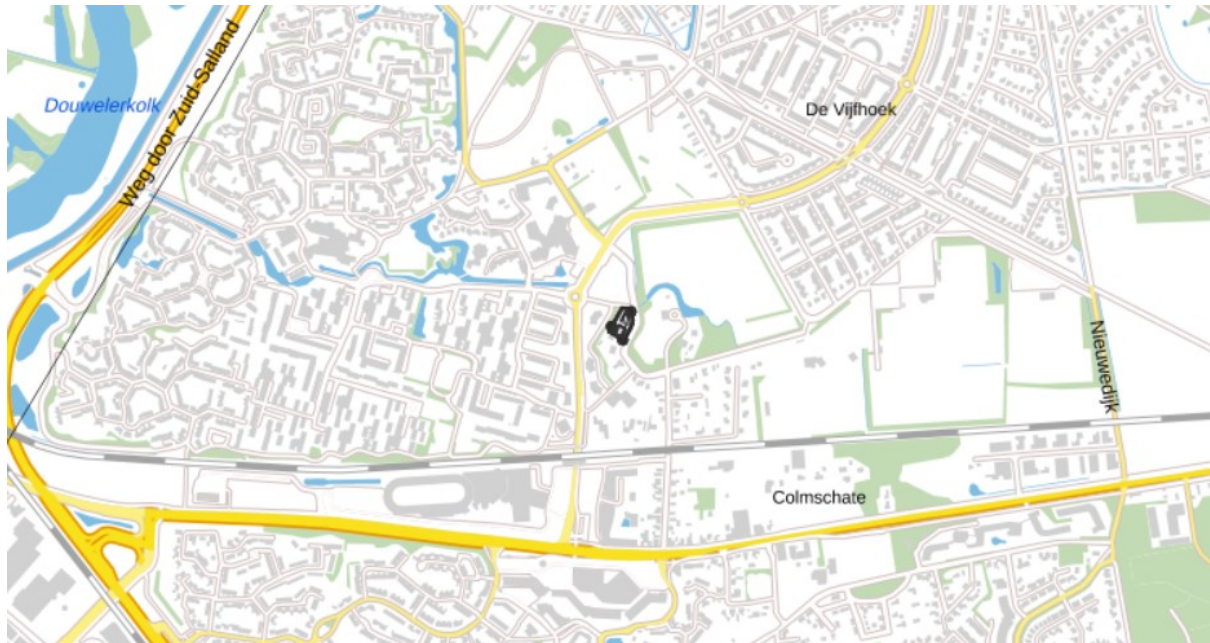 Douwelerkolk
Weg door Zuid-Salland
De Vijfhoek
Nieuwedijk
Colmschate